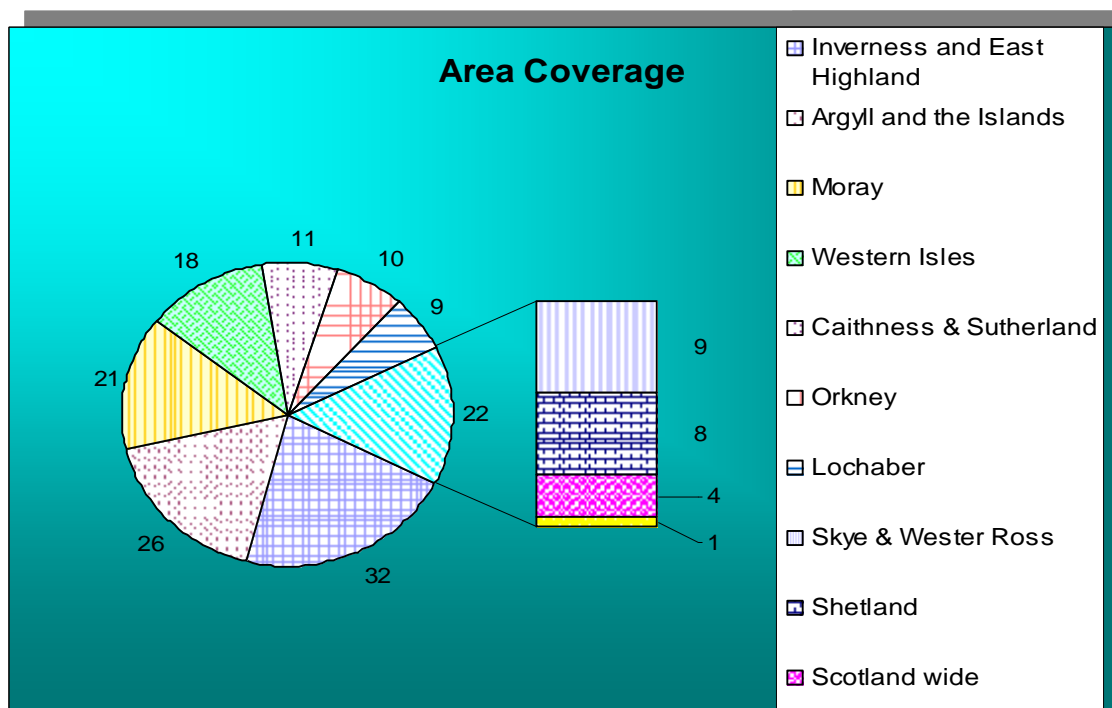 Area Coverage
11
10
18
9
21
22
26
32
9
8
4
1
Inverness and East
Highland
Argyll and the Islands
Moray
Western Isles
Caithness & Sutherland
Orkney
Lochaber
Skye & Wester Ross
Shetland
Scotland wide